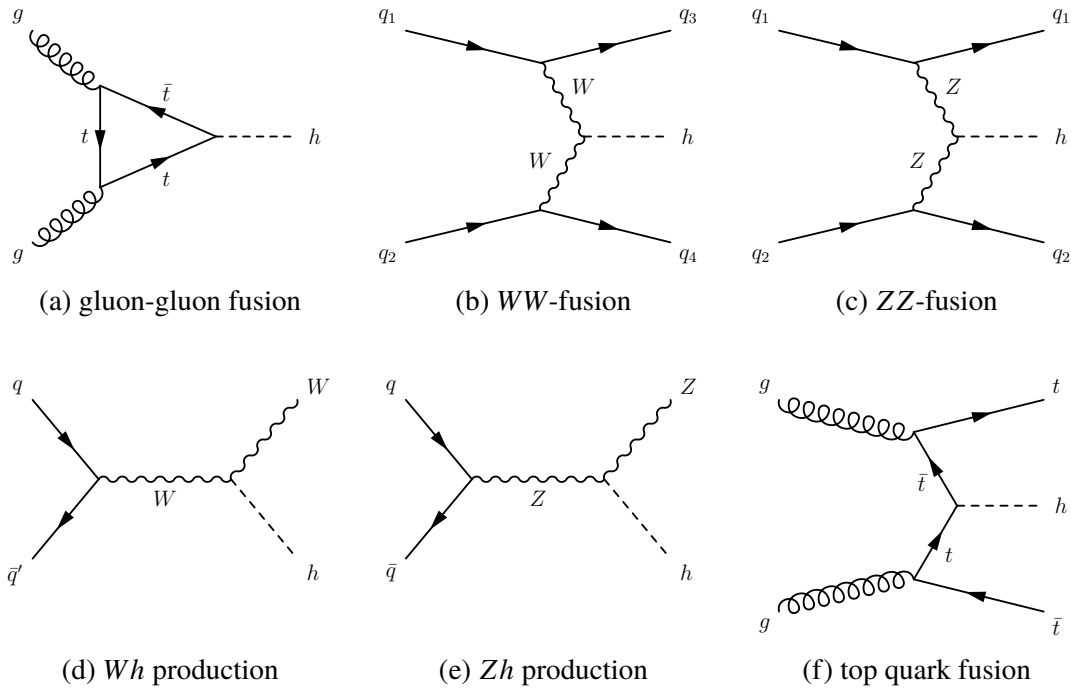 g
t̄
t
h
t
g
(a) gluon-gluon fusion
q₁
q₃
W
h
W
q₂
q₄
(b) WW-fusion
q₁
q₁
Z
h
Z
q₂
q₂
(c) ZZ-fusion
q
W
W
q̄′
h
(d) Wh production
q
Z
Z
q̄
h
(e) Zh production
g
t
t̄
h
t
g
t̄
(f) top quark fusion